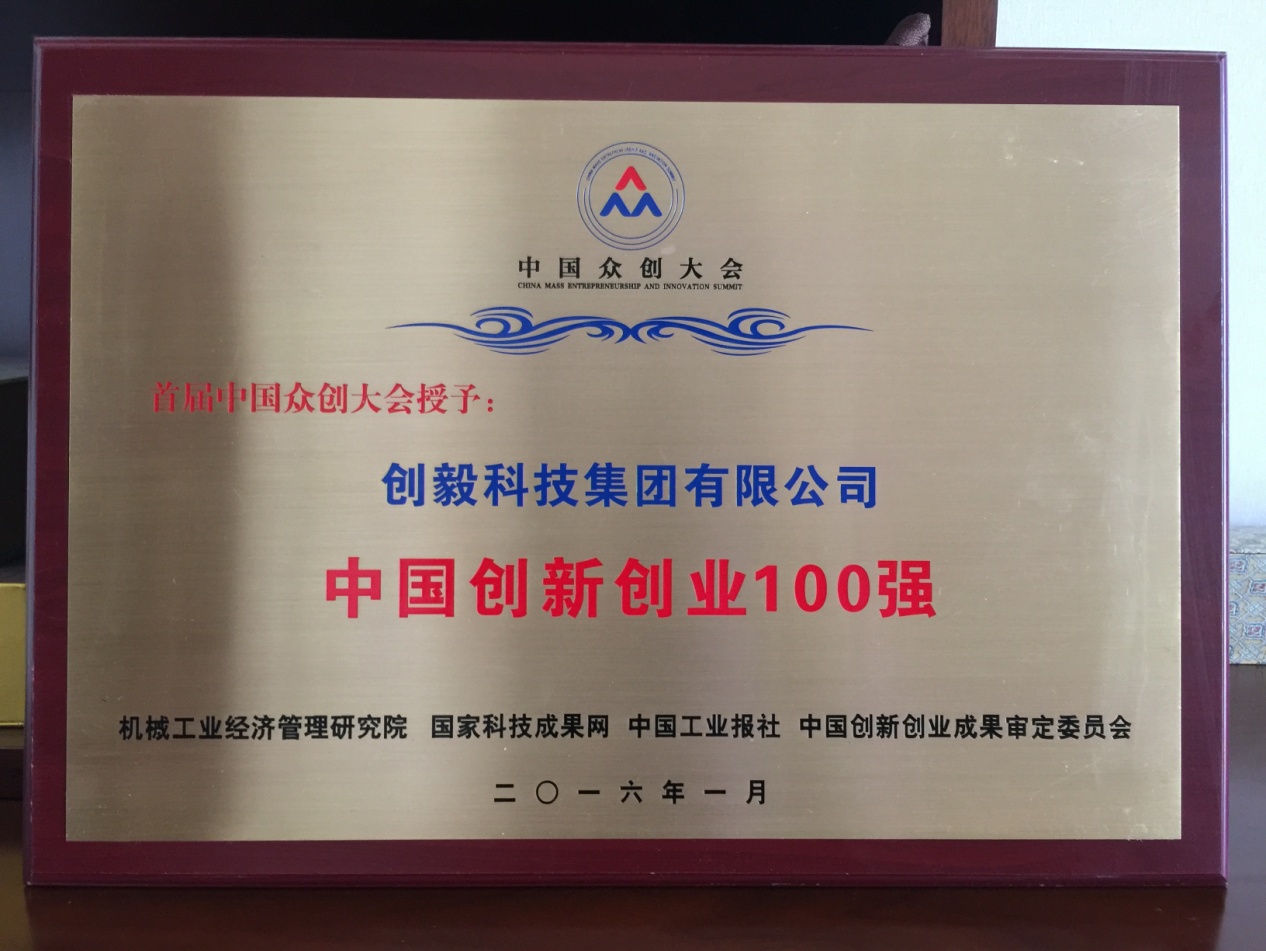 中国众创大会
CHINA MASS ENTREPRENEURSHIP AND INNOVATION SUMMIT
首届中国众创大会授予：
创毅科技集团有限公司
中国创新创业100强
机械工业经济管理研究院 国家科技成果网 中国工业报社 中国创新创业成果审定委员会
二〇一六年一月